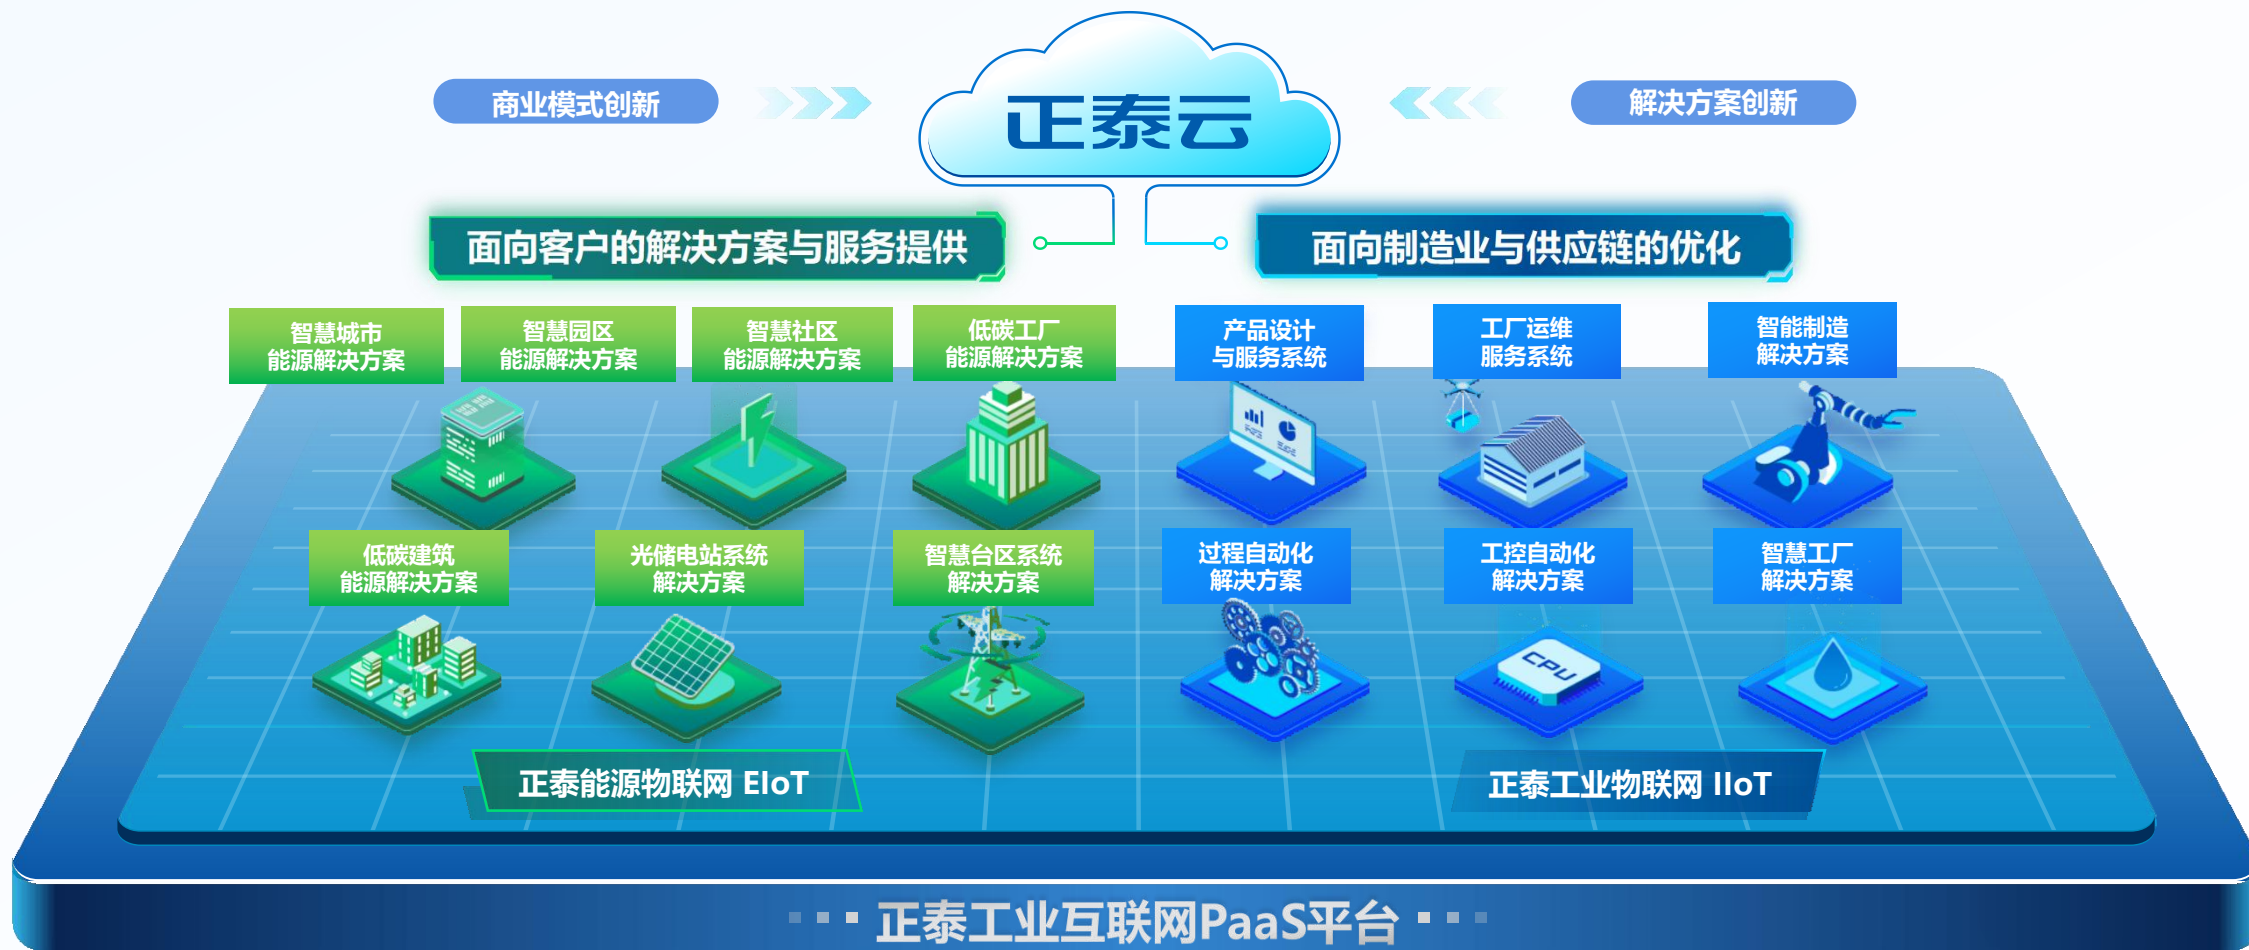 正泰云
商业模式创新
解决方案创新
面向客户的解决方案与服务提供
面向制造业与供应链的优化
智慧城市
能源解决方案
智慧园区
能源解决方案
智慧社区
能源解决方案
低碳工厂
能源解决方案
产品设计
与服务系统
工厂运维
服务系统
智能制造
解决方案
低碳建筑
能源解决方案
光储电站系统
解决方案
智慧台区系统
解决方案
过程自动化
解决方案
工控自动化
解决方案
智慧工厂
解决方案
CPU
正泰能源物联网 EIoT
正泰工业物联网 IIoT
正泰工业互联网PaaS平台